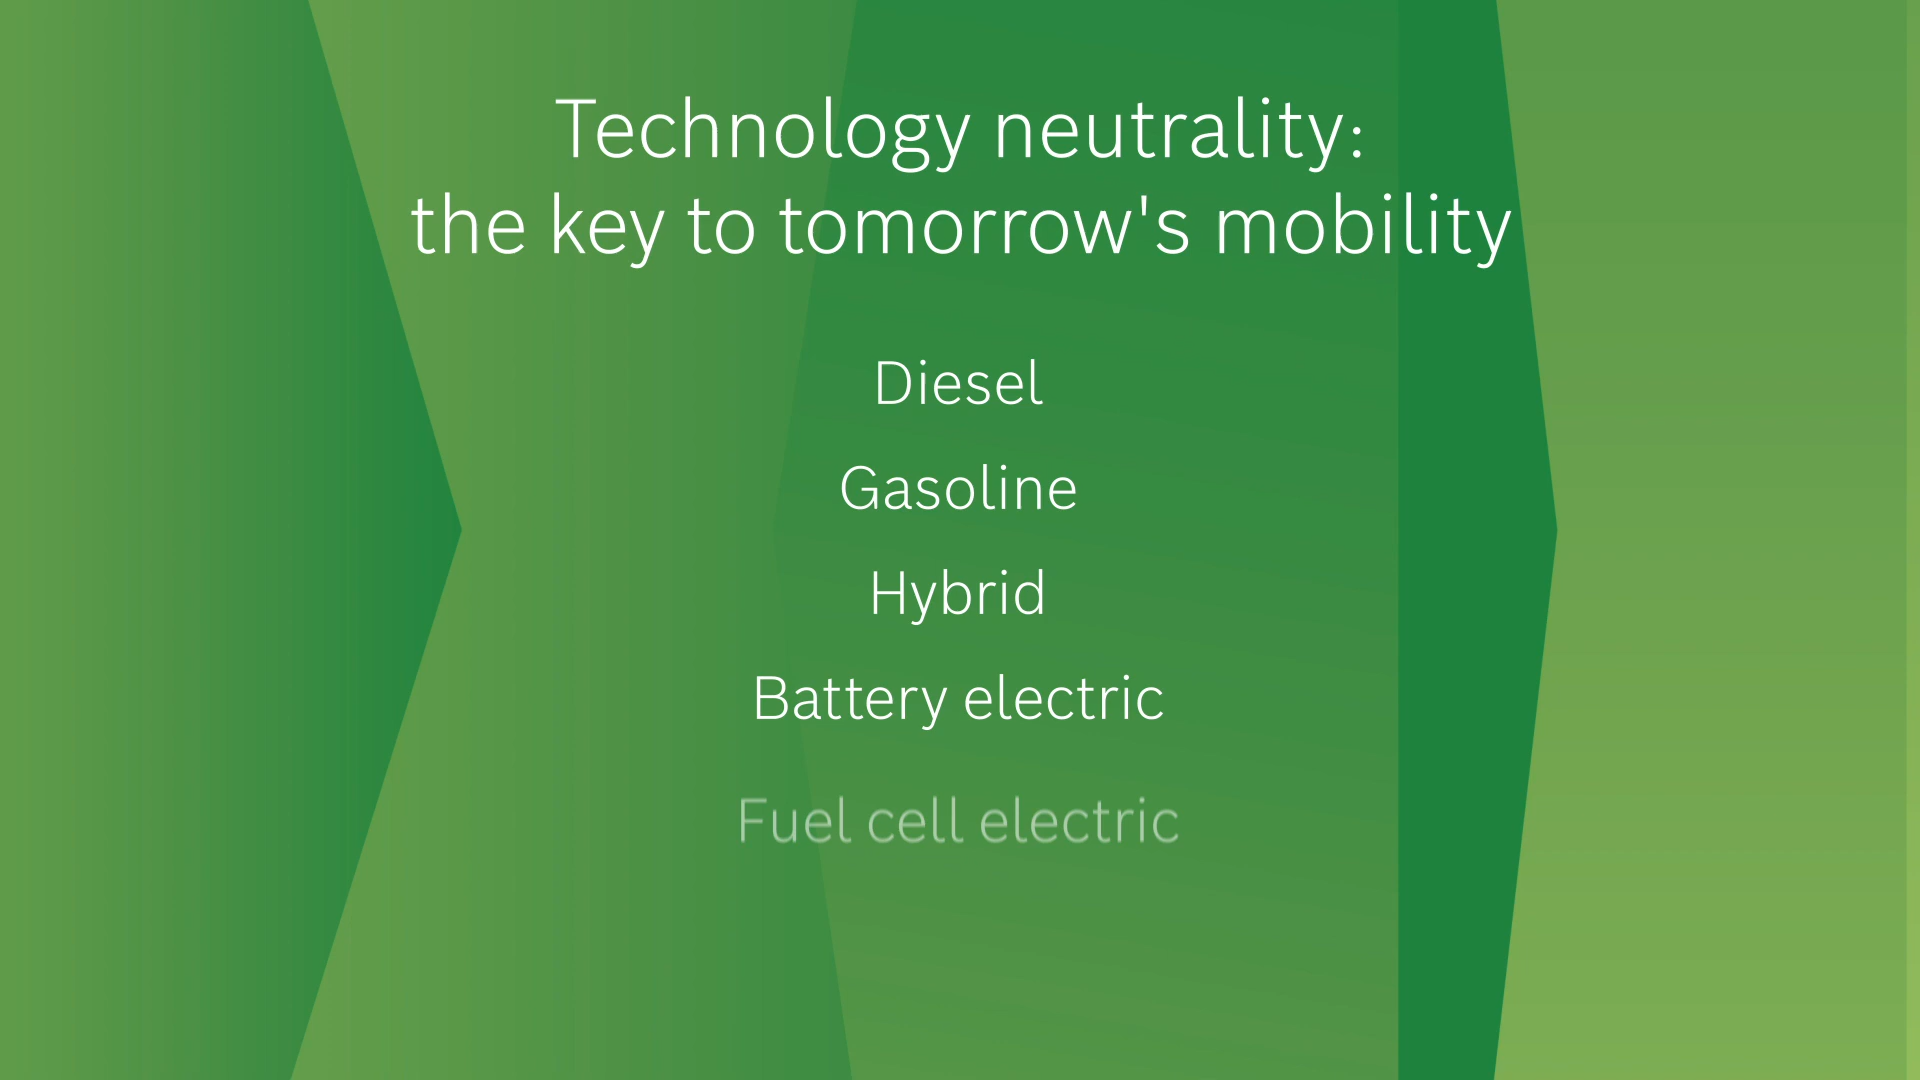 Technology neutrality:
the key to tomorrow's mobility
Diesel
Gasoline
Hybrid
Battery electric
Fuel cell electric